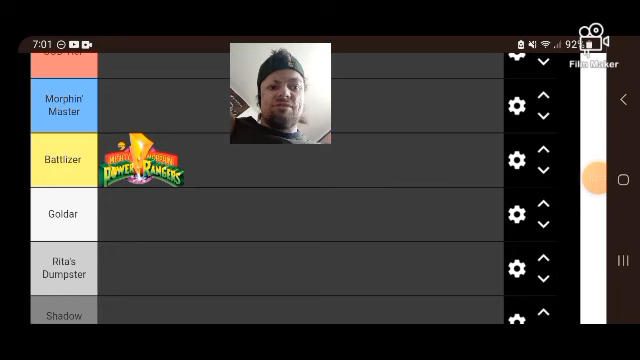 7:01
92%
Film Maker
Morphin'
Master
Battlizer
MIGHTY MORPHIN
POWER RANGERS
Goldar
Rita's
Dumpster
Shadow